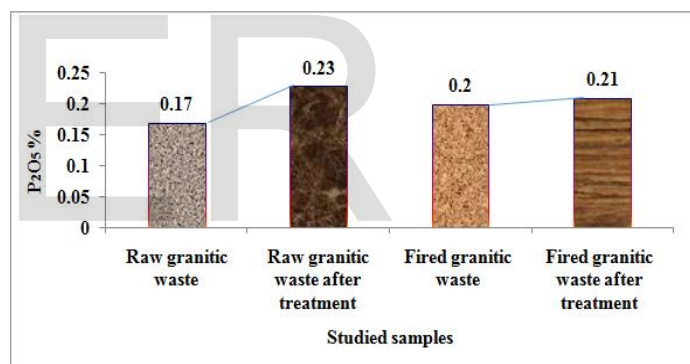 ER
0.25
0.2
0.15
0.1
0.05
0
P₂O₅ %
0.17
0.23
0.2
0.21
Raw granitic
waste
Raw granitic
waste after
treatment
Fired granitic
waste
Fired granitic
waste after
treatment
Studied samples